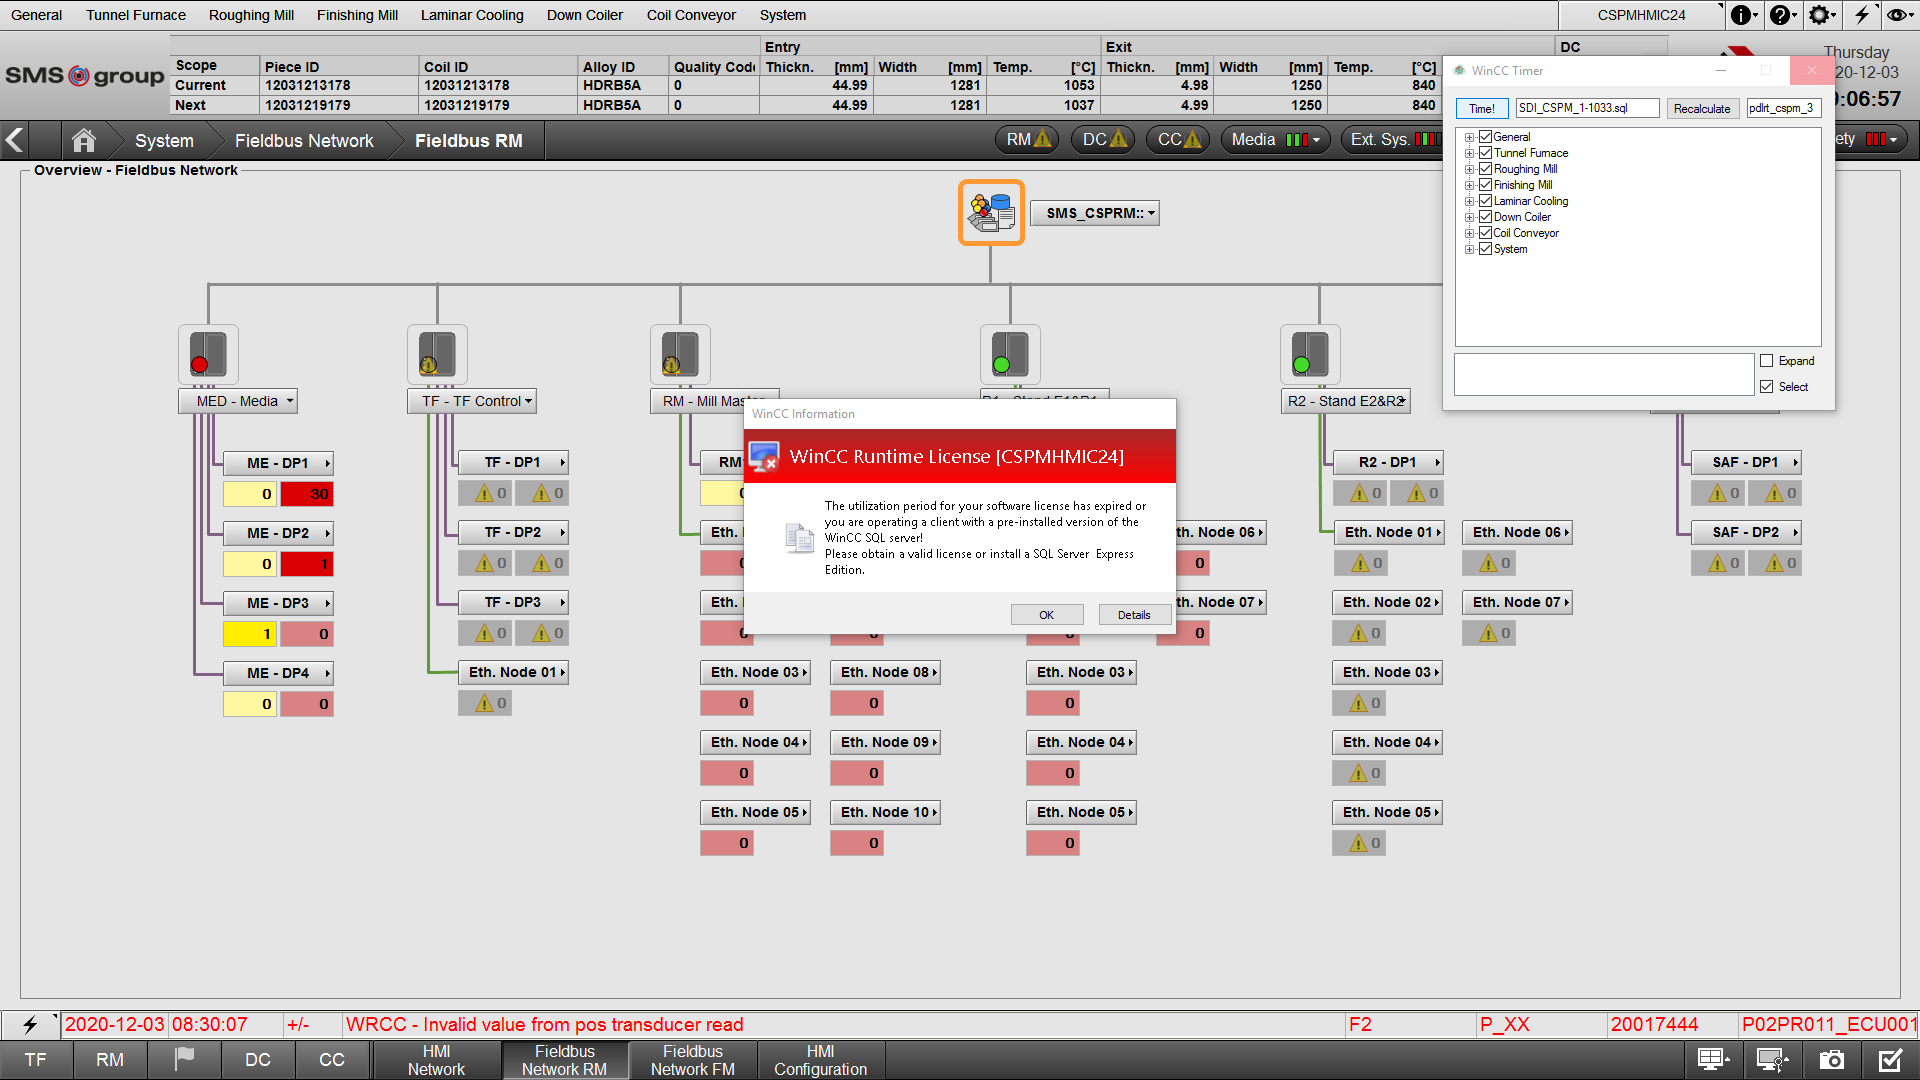 General Tunnel Furnace Roughing Mill Finishing Mill Laminar Cooling Down Coiler Coil Conveyor System CSPMHMIC24
SMS group
Entry Exit DC
Scope Piece ID Coil ID Alloy ID Quality Code Thickn. [mm] Width [mm] Temp. [°C] Thickn. [mm] Width [mm] Temp. [°C]
Current 12031213178 12031213178 HDRB5A 0 44.99 1281 1053 4.98 1250 840
Next 12031219179 12031219179 HDRB5A 0 44.99 1281 1037 4.99 1250 840
Thursday
20-12-03
:06:57
System Fieldbus Network Fieldbus RM RM DC CC Media Ext. Sys. ety
WinCC Timer
Time! SDI_CSPM_1-1033.sql Recalculate pdlrt_cspm_3
General
Tunnel Furnace
Roughing Mill
Finishing Mill
Laminar Cooling
Down Coiler
Coil Conveyor
System
Expand
Select
Overview - Fieldbus Network
SMS_CSPRM::
MED - Media TF - TF Control RM - Mill Master R1 - Stand E1&R1 R2 - Stand E2&R2
ME - DP1 TF - DP1 RM R2 - DP1 SAF - DP1
0 30 0 0 0 0 0 0 0
ME - DP2 TF - DP2 Eth. th. Node 06 Eth. Node 01 Eth. Node 06 SAF - DP2
0 1 0 0 0 0 0 0 0 0
ME - DP3 TF - DP3 Eth. th. Node 07 Eth. Node 02 Eth. Node 07
1 0 0 0 0 0 0 0 0 0
ME - DP4 Eth. Node 01 Eth. Node 03 Eth. Node 08 Eth. Node 03 Eth. Node 03
0 0 0 0 0 0 0
Eth. Node 04 Eth. Node 09 Eth. Node 04 Eth. Node 04
0 0 0 0
Eth. Node 05 Eth. Node 10 Eth. Node 05 Eth. Node 05
0 0 0 0
WinCC Information
WinCC Runtime License [CSPMHMIC24]
The utilization period for your software license has expired or
you are operating a client with a pre-installed version of the
WinCC SQL server!
Please obtain a valid license or install a SQL Server Express
Edition.
OK Details
2020-12-03 08:30:07 +/- WRCC - Invalid value from pos transducer read F2 P_XX 20017444 P02PR011_ECU001
TF RM DC CC HMI Network Fieldbus Network RM Fieldbus Network FM HMI Configuration